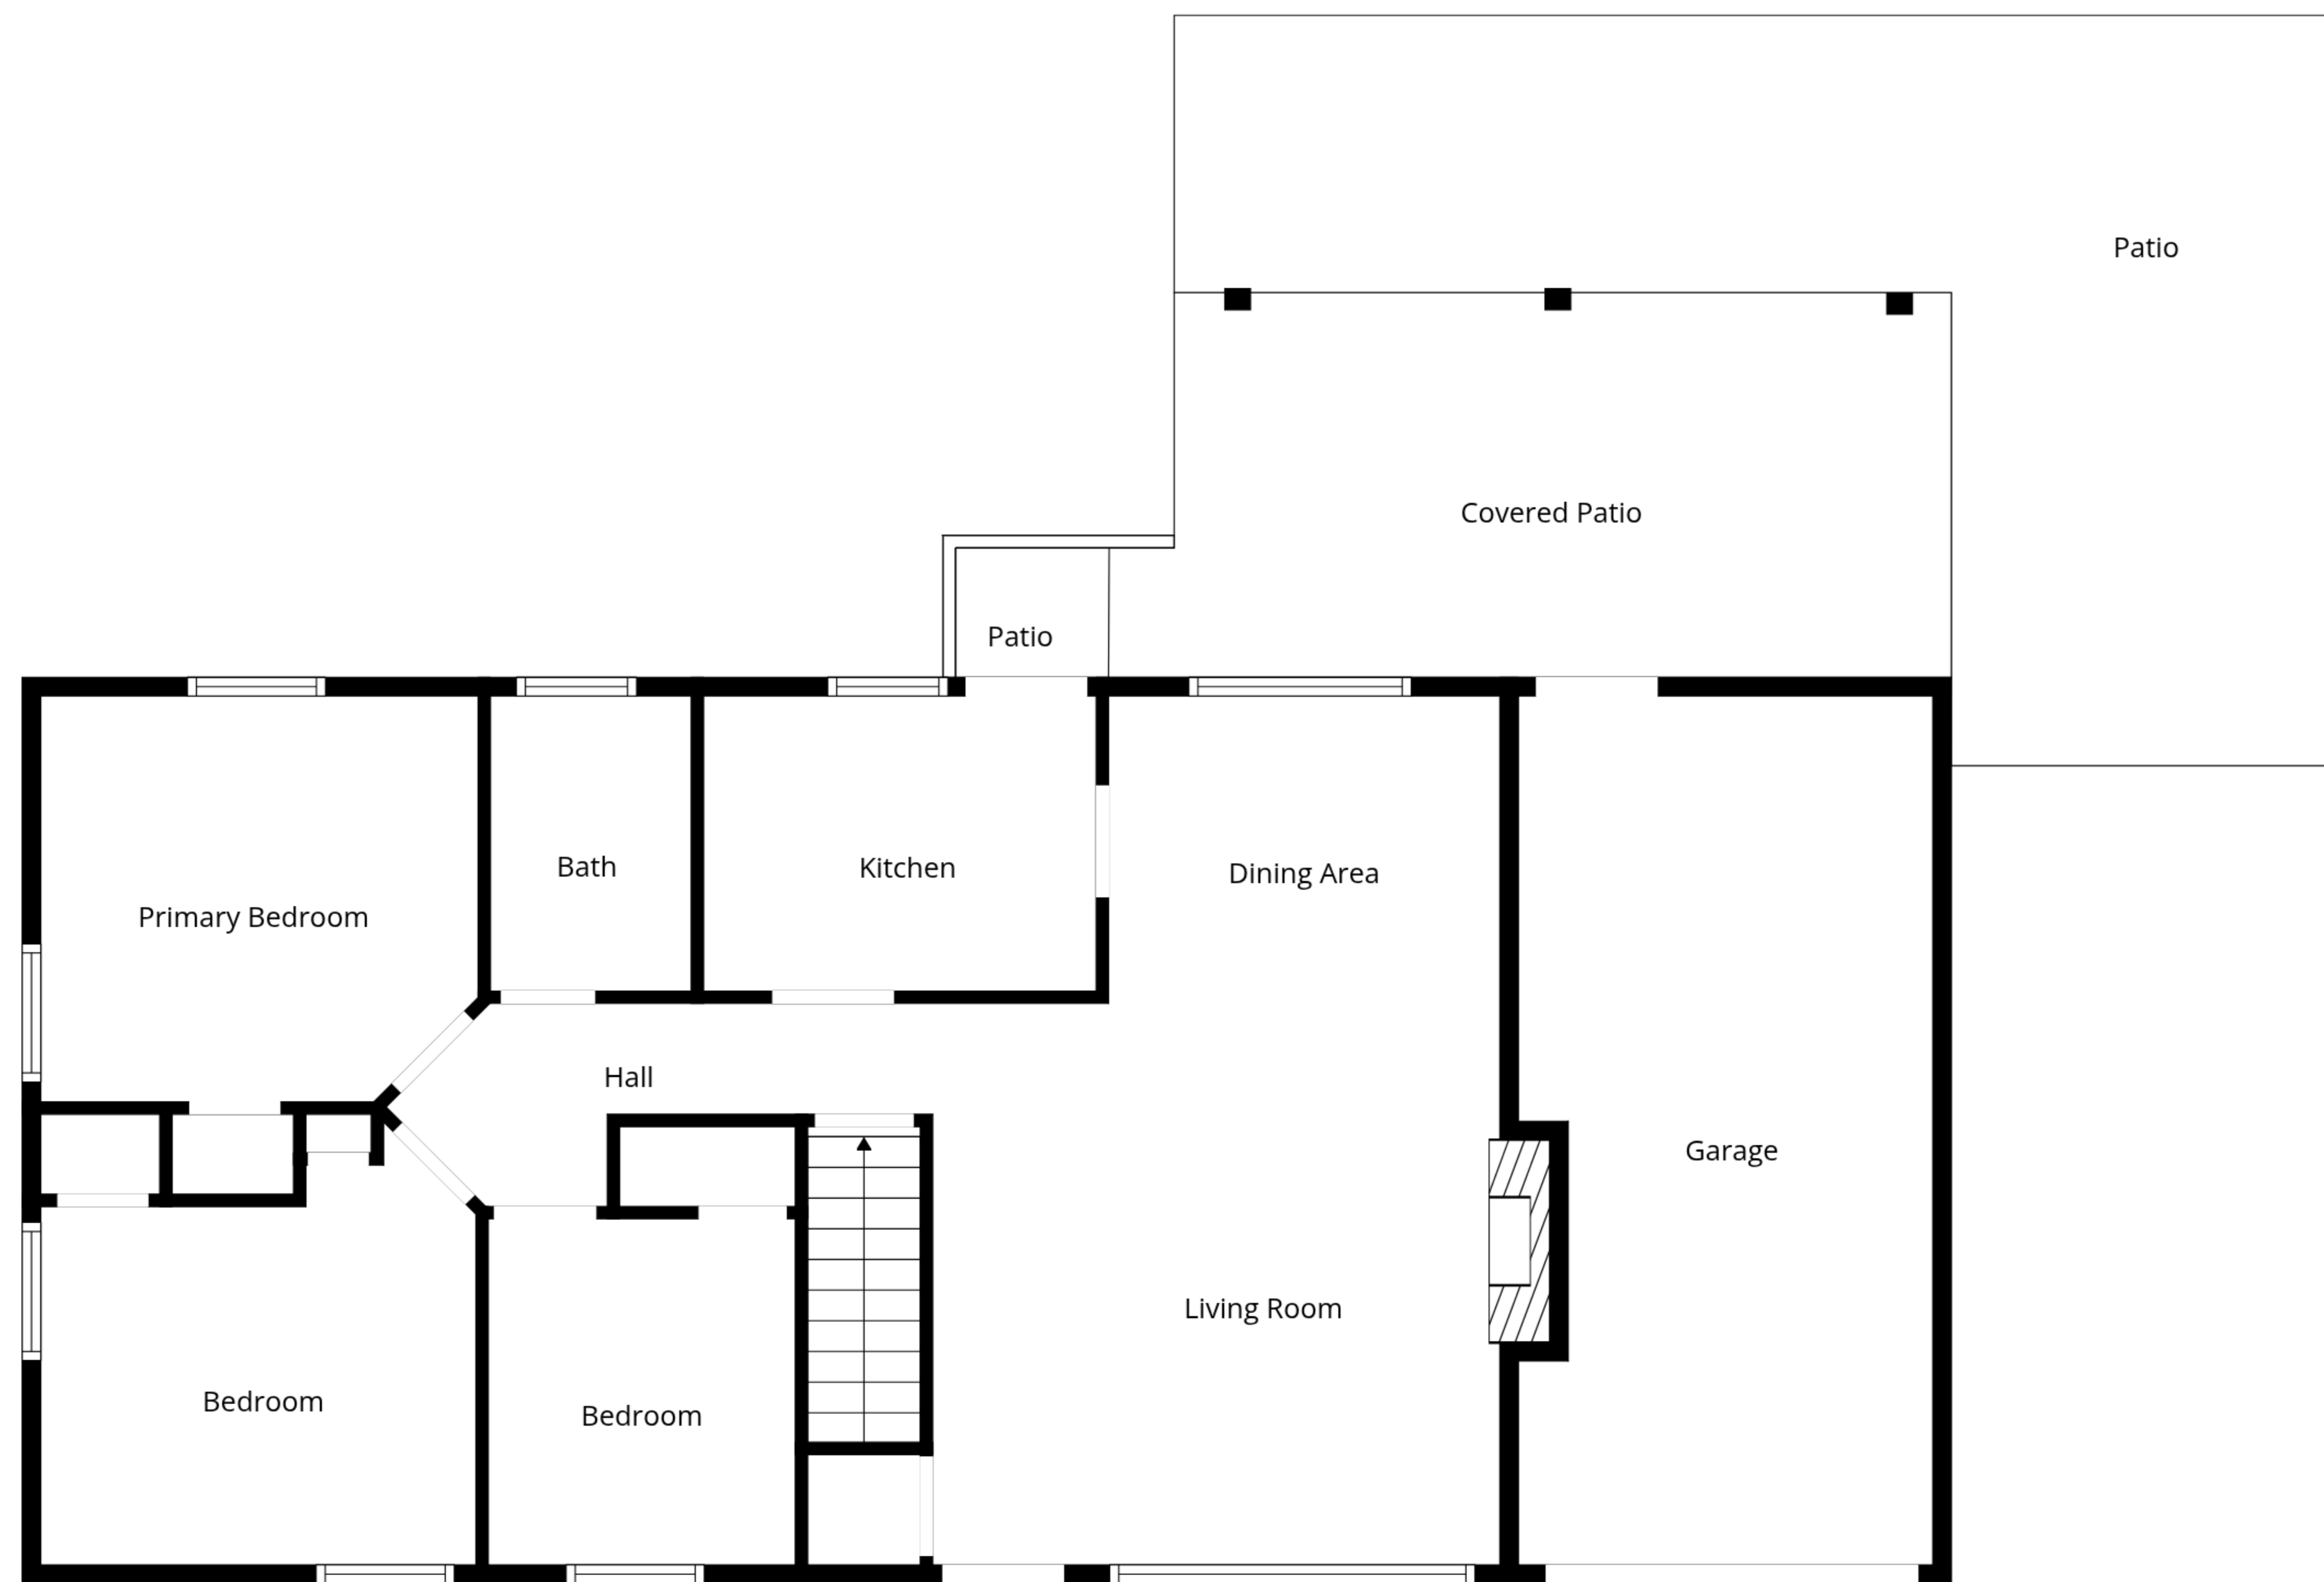 Patio
Covered Patio
Patio
Bath
Kitchen
Dining Area
Primary Bedroom
Hall
Garage
Living Room
Bedroom
Bedroom